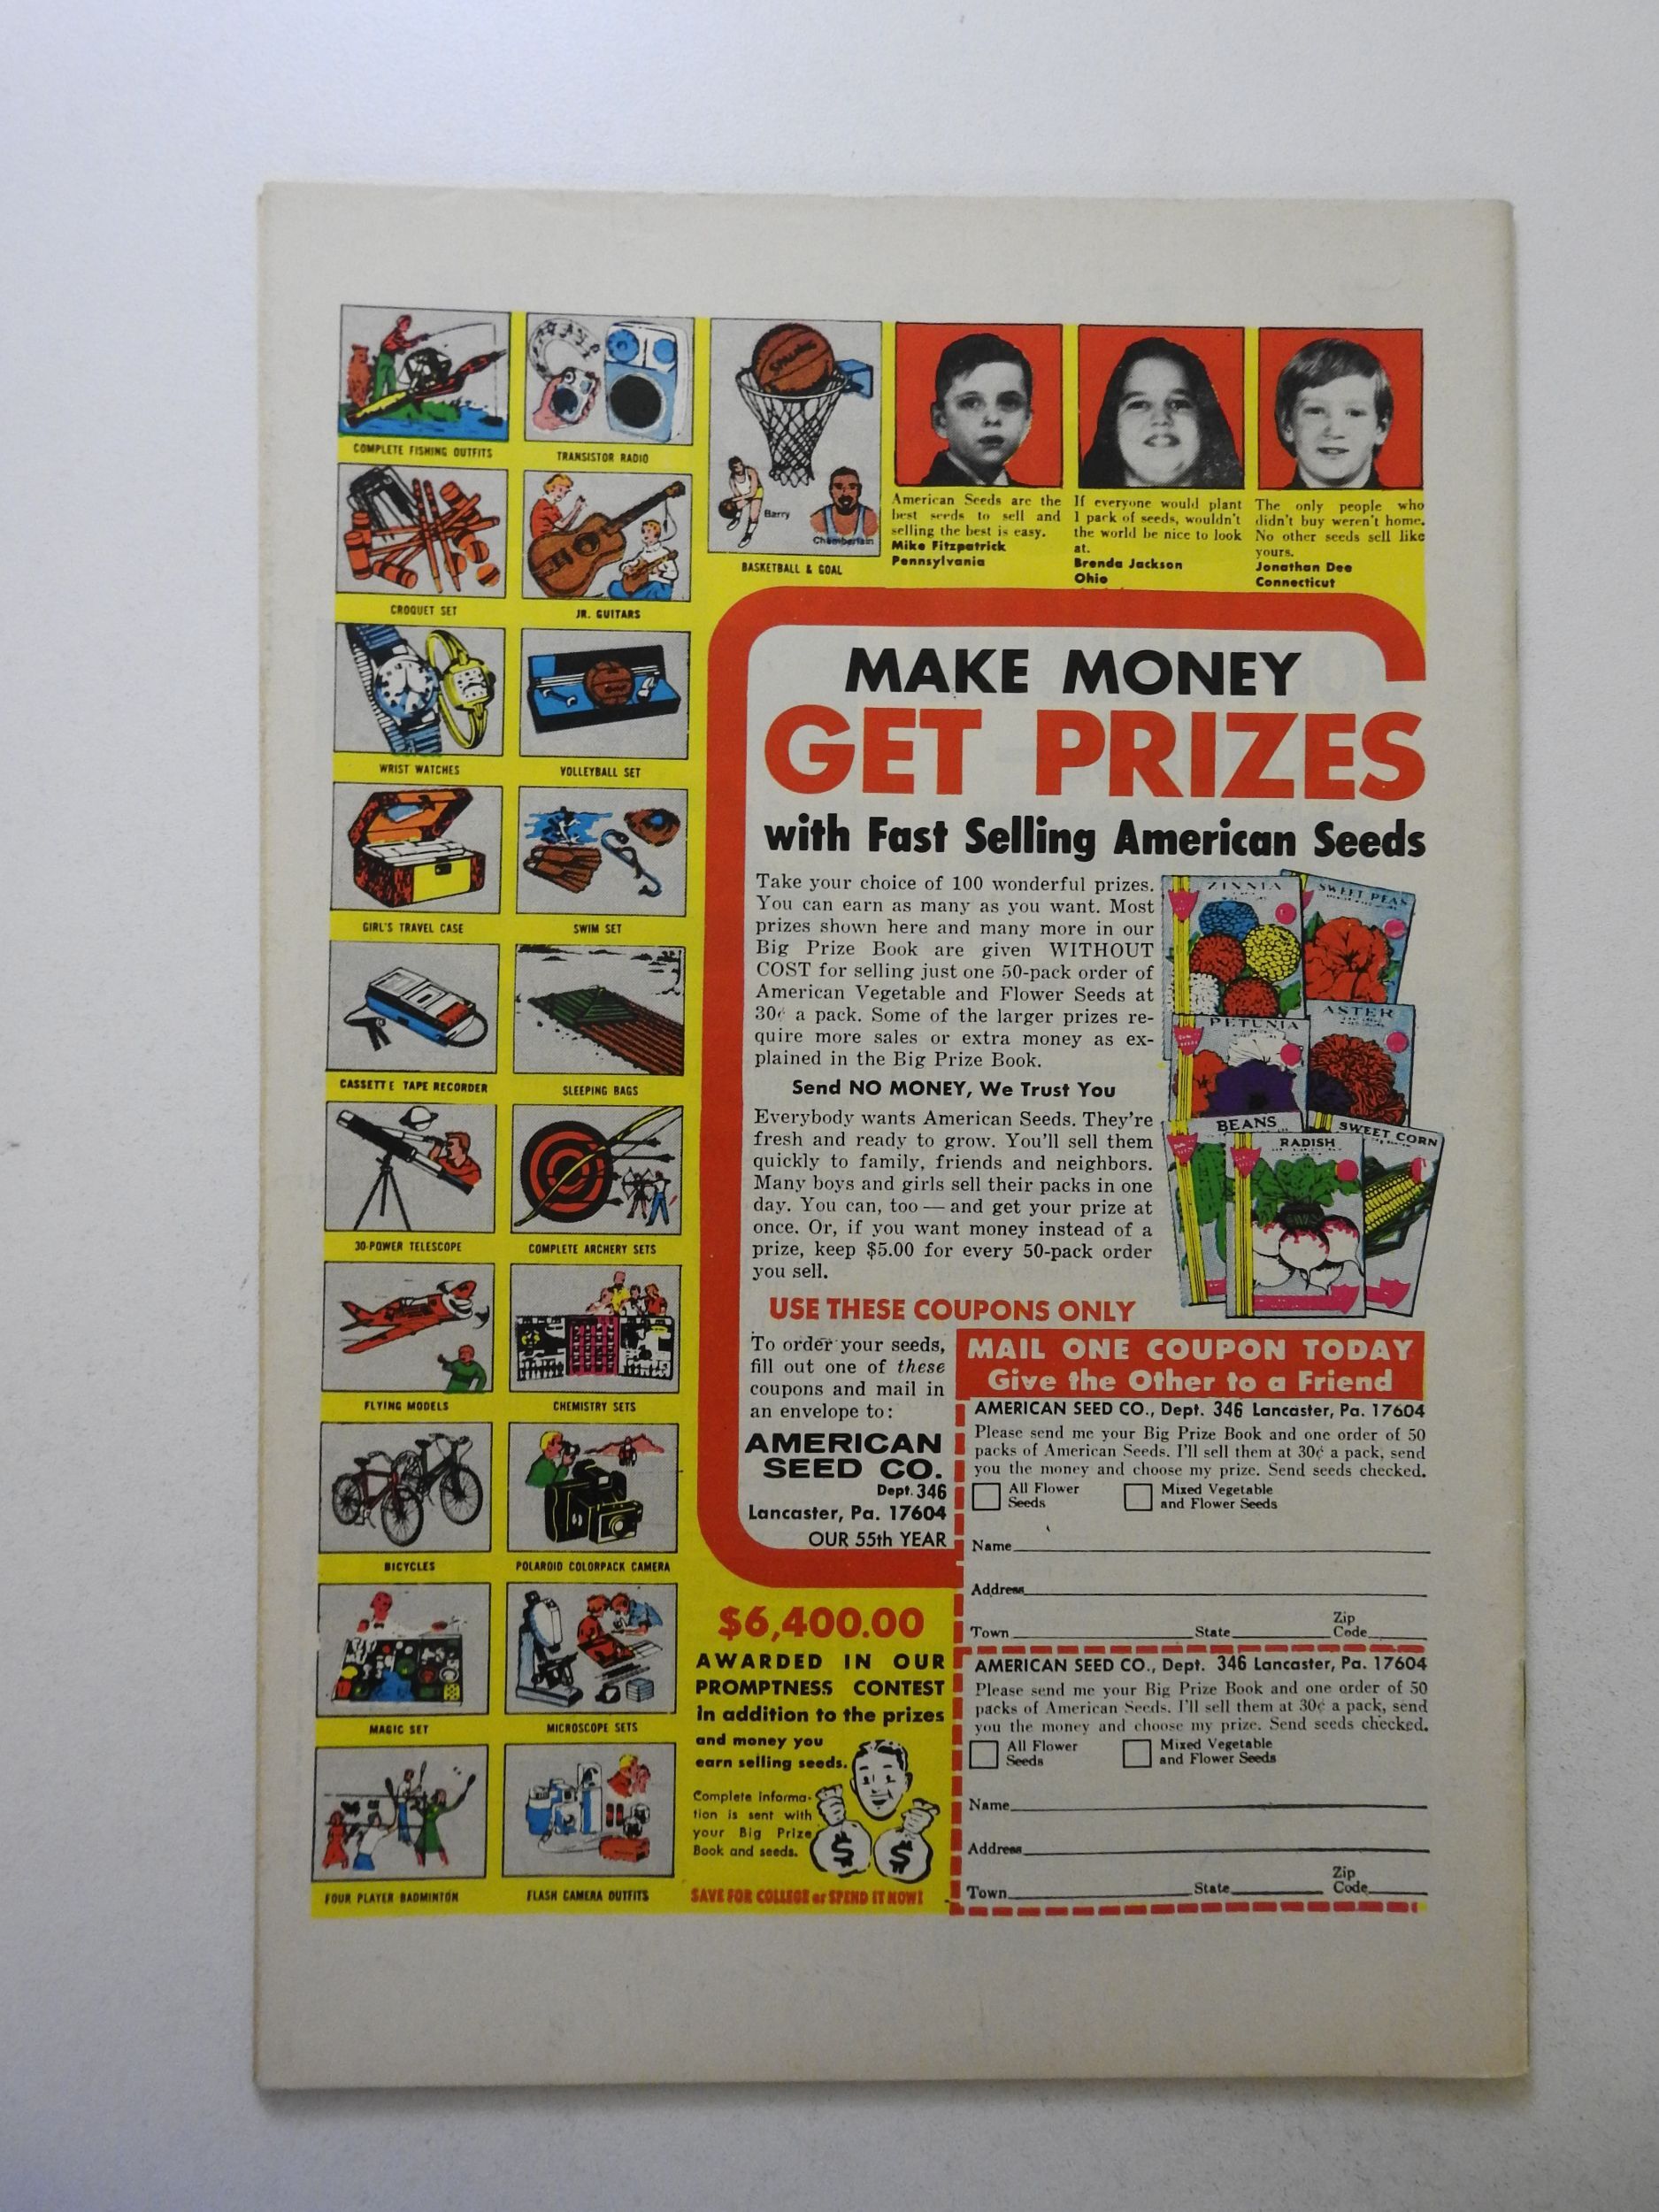 COMPLETE FISHING OUTFITS
TRANSISTOR RADIO
SPALDING
Barry
Chamberlain
BASKETBALL & GOAL
CROQUET SET
JR. GUITARS
WRIST WATCHES
VOLLEYBALL SET
GIRL'S TRAVEL CASE
SWIM SET
CASSETTE TAPE RECORDER
SLEEPING BAGS
30-POWER TELESCOPE
COMPLETE ARCHERY SETS
FLYING MODELS
CHEMISTRY SETS
BICYCLES
POLAROID COLORPACK CAMERA
MAGIC SET
MICROSCOPE SETS
FOUR PLAYER BADMINTON
FLASH CAMERA OUTFITS
American Seeds are the
best seeds to sell and
selling the best is easy.
Mike Fitzpatrick
Pennsylvania
If everyone would plant
1 pack of seeds, wouldn't
the world be nice to look
at.
Brenda Jackson
Ohio
The only people who
didn't buy weren't home.
No other seeds sell like
yours.
Jonathan Dee
Connecticut
MAKE MONEY
GET PRIZES
with Fast Selling American Seeds
Take your choice of 100 wonderful prizes.
You can earn as many as you want. Most
prizes shown here and many more in our
Big Prize Book are given WITHOUT
COST for selling just one 50-pack order of
American Vegetable and Flower Seeds at
30¢ a pack. Some of the larger prizes re-
quire more sales or extra money as ex-
plained in the Big Prize Book.
Send NO MONEY, We Trust You
Everybody wants American Seeds. They're
fresh and ready to grow. You'll sell them
quickly to family, friends and neighbors.
Many boys and girls sell their packs in one
day. You can, too — and get your prize at
once. Or, if you want money instead of a
prize, keep $5.00 for every 50-pack order
you sell.
ZINNIA
SWEET PEAS
PETUNIA
ASTER
BEANS
RADISH
SWEET CORN
USE THESE COUPONS ONLY
To order your seeds,
fill out one of these
coupons and mail in
an envelope to:
AMERICAN
SEED CO.
Dept. 346
Lancaster, Pa. 17604
OUR 55th YEAR
MAIL ONE COUPON TODAY
Give the Other to a Friend
AMERICAN SEED CO., Dept. 346 Lancaster, Pa. 17604
Please send me your Big Prize Book and one order of 50
packs of American Seeds. I'll sell them at 30¢ a pack, send
you the money and choose my prize. Send seeds checked.
All Flower
Seeds
Mixed Vegetable
and Flower Seeds
Name
Address
Town State Zip Code
AMERICAN SEED CO., Dept. 346 Lancaster, Pa. 17604
Please send me your Big Prize Book and one order of 50
packs of American Seeds. I'll sell them at 30¢ a pack, send
you the money and choose my prize. Send seeds checked.
All Flower
Seeds
Mixed Vegetable
and Flower Seeds
Name
Address
Town State Zip Code
$6,400.00
AWARDED IN OUR
PROMPTNESS CONTEST
in addition to the prizes
and money you
earn selling seeds.
Complete informa-
tion is sent with
your Big Prize
Book and seeds.
$ $
SAVE FOR COLLEGE or SPEND IT NOW!